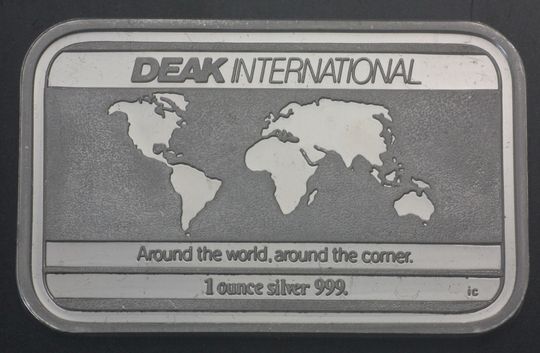 DEAK INTERNATIONAL
Around the world, around the corner.
1 ounce silver 999.
ic